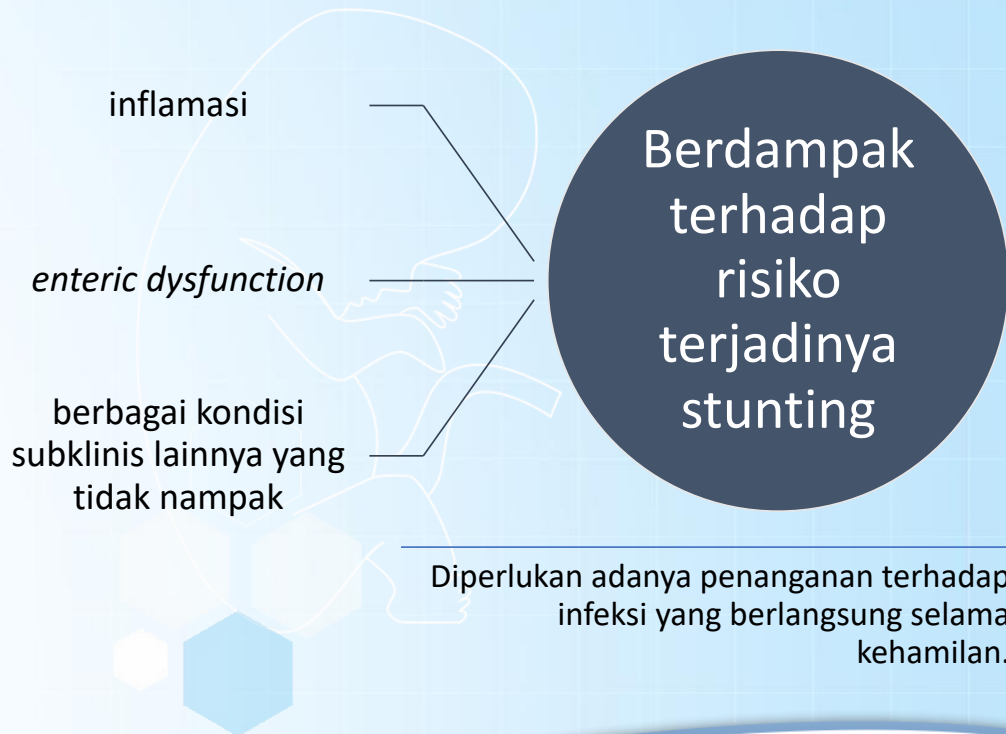 inflamasi
enteric dysfunction
berbagai kondisi
subklinis lainnya yang
tidak nampak
Berdampak
terhadap
risiko
terjadinya
stunting
Diperlukan adanya penanganan terhadap
infeksi yang berlangsung selama
kehamilan.